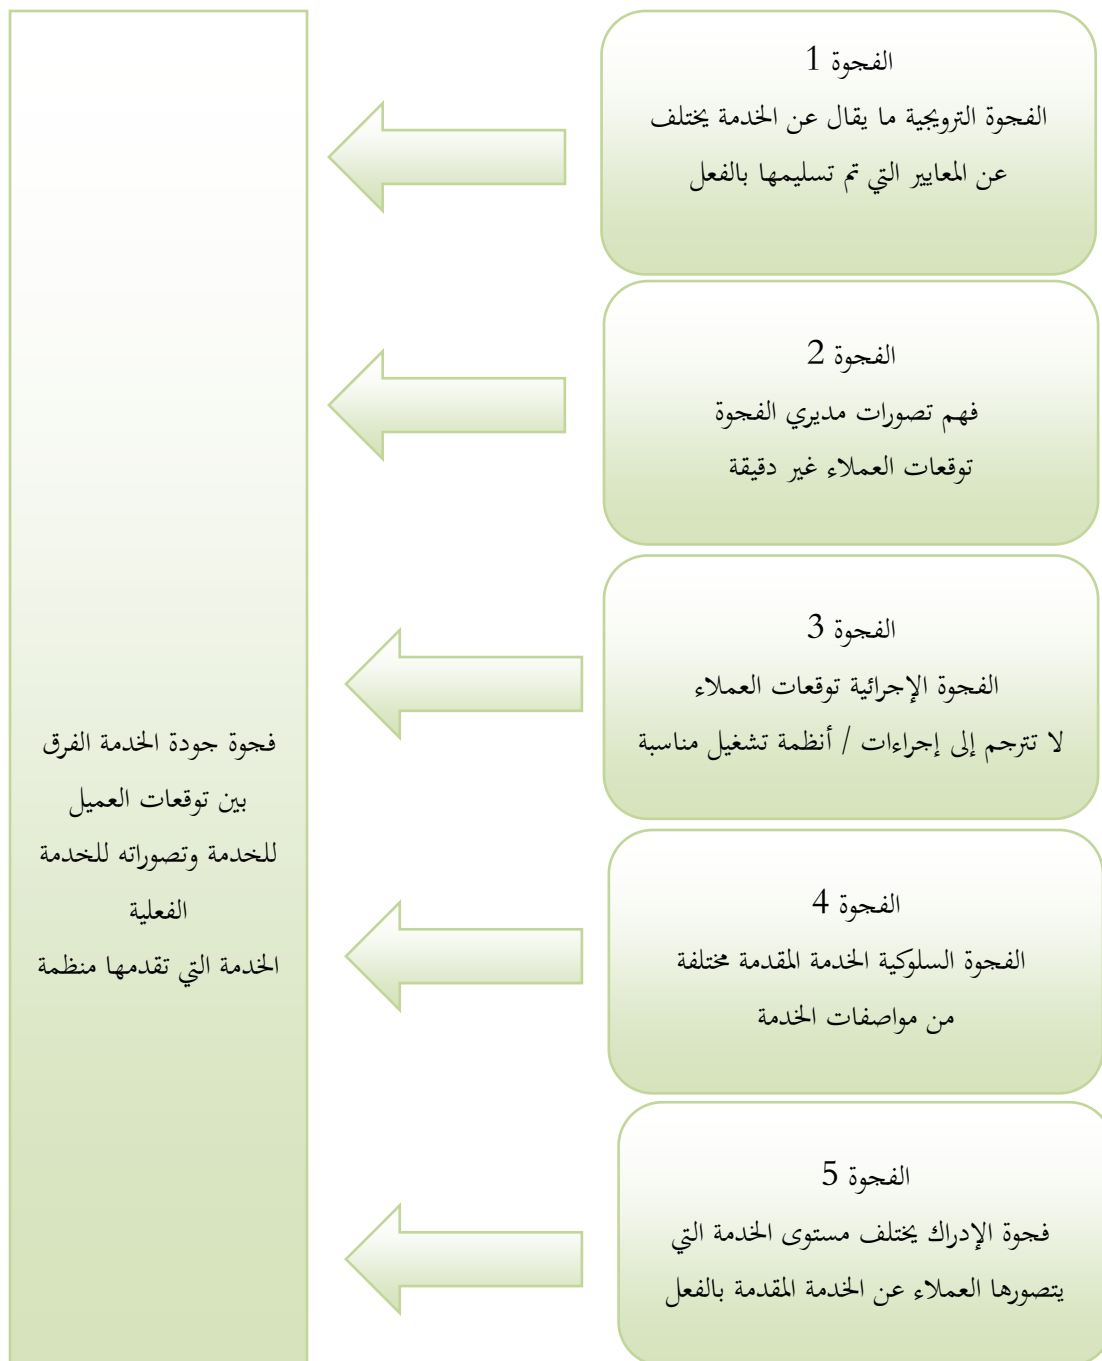 الفجوة 1
الفجوة الترويجية ما يقال عن الخدمة يختلف
عن المعايير التي تم تسليمها بالفعل
الفجوة 2
فهم تصورات مديري الفجوة
توقعات العملاء غير دقيقة
الفجوة 3
الفجوة الإجرائية توقعات العملاء
لا تترجم إلى إجراءات / أنظمة تشغيل مناسبة
الفجوة 4
الفجوة السلوكية الخدمة المقدمة مختلفة
من مواصفات الخدمة
الفجوة 5
فجوة الإدراك يختلف مستوى الخدمة التي
يتصورها العملاء عن الخدمة المقدمة بالفعل
فجوة جودة الخدمة الفرق
بين توقعات العميل
للخدمة وتصوراته للخدمة
الفعلية
الخدمة التي تقدمها منظمة